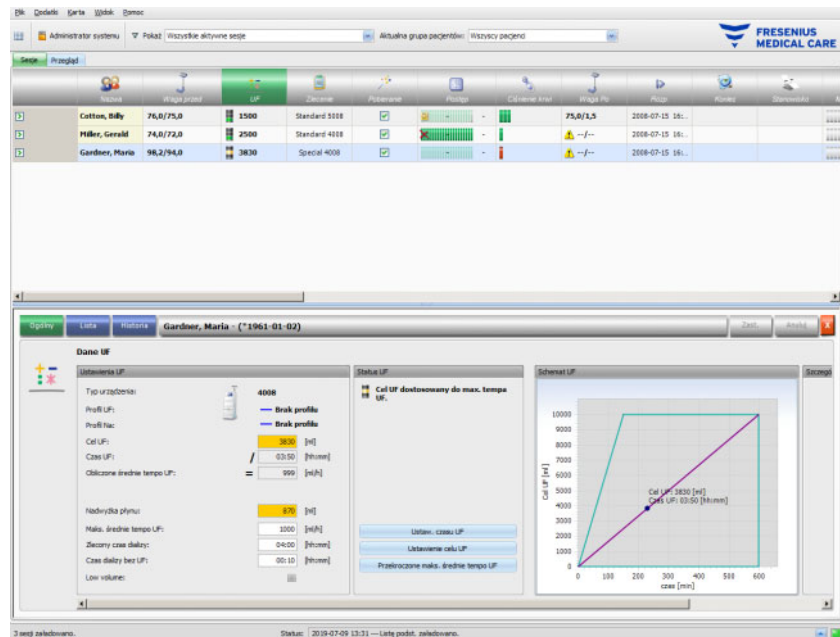 Plik Dodatki Karta Widok Pomoc
Administrator systemu Pokaż Wszystkie aktywne sesje Aktualna grupa pacjentów: Wszyscy pacjenci
FRESENIUS
MEDICAL CARE
Sesje Przegląd
Nazwa Waga przed UF Zlecenie Pobieranie Postęp Ciśnienie krwi Waga Po Rozp Koniec Stanowisko
Cotton, Billy 76,0/75,0 1500 Standard 5008 - - 75,0/1,5 2008-07-15 16:..
Miller, Gerald 74,0/72,0 2500 Standard 4008 - - --/-- 2008-07-15 16:..
Gardner, Maria 98,2/94,0 3830 Special 4008 - - --/-- 2008-07-15 16:..
Ogólny Lista Historia Gardner, Maria - (*1961-01-02) Zast. Anuluj X
Dane UF
Ustawienia UF
Typ urządzenia: 4008
Profil UF: Brak profilu
Profil Na: Brak profilu
Cel UF: 3830 [ml]
Czas UF: / 03:50 [hh:mm]
Obliczone średnie tempo UF: = 999 [ml/h]
Nadwyżka płynu: 870 [ml]
Maks. średnie tempo UF: 1000 [ml/h]
Zlecony czas dializy: 04:00 [hh:mm]
Czas dializy bez UF: 00:10 [hh:mm]
Low volume:
Status UF
Cel UF dostosowany do max. tempa
UF.
Ustaw. czasu UF
Ustawienie celu UF
Przekroczone maks. średnie tempo UF
Schemat UF
Szczegó
Cel UF [ml]
10000
9000
8000
7000
6000
5000
4000
3000
2000
1000
0
Cel UF: 3830 [ml]
Czas UF: 03:50 [hh:mm]
0 100 200 300 400 500 600
czas [min]
3 sesji załadowano. Status: 2019-07-09 13:31 --- Listę podst. załadowano.